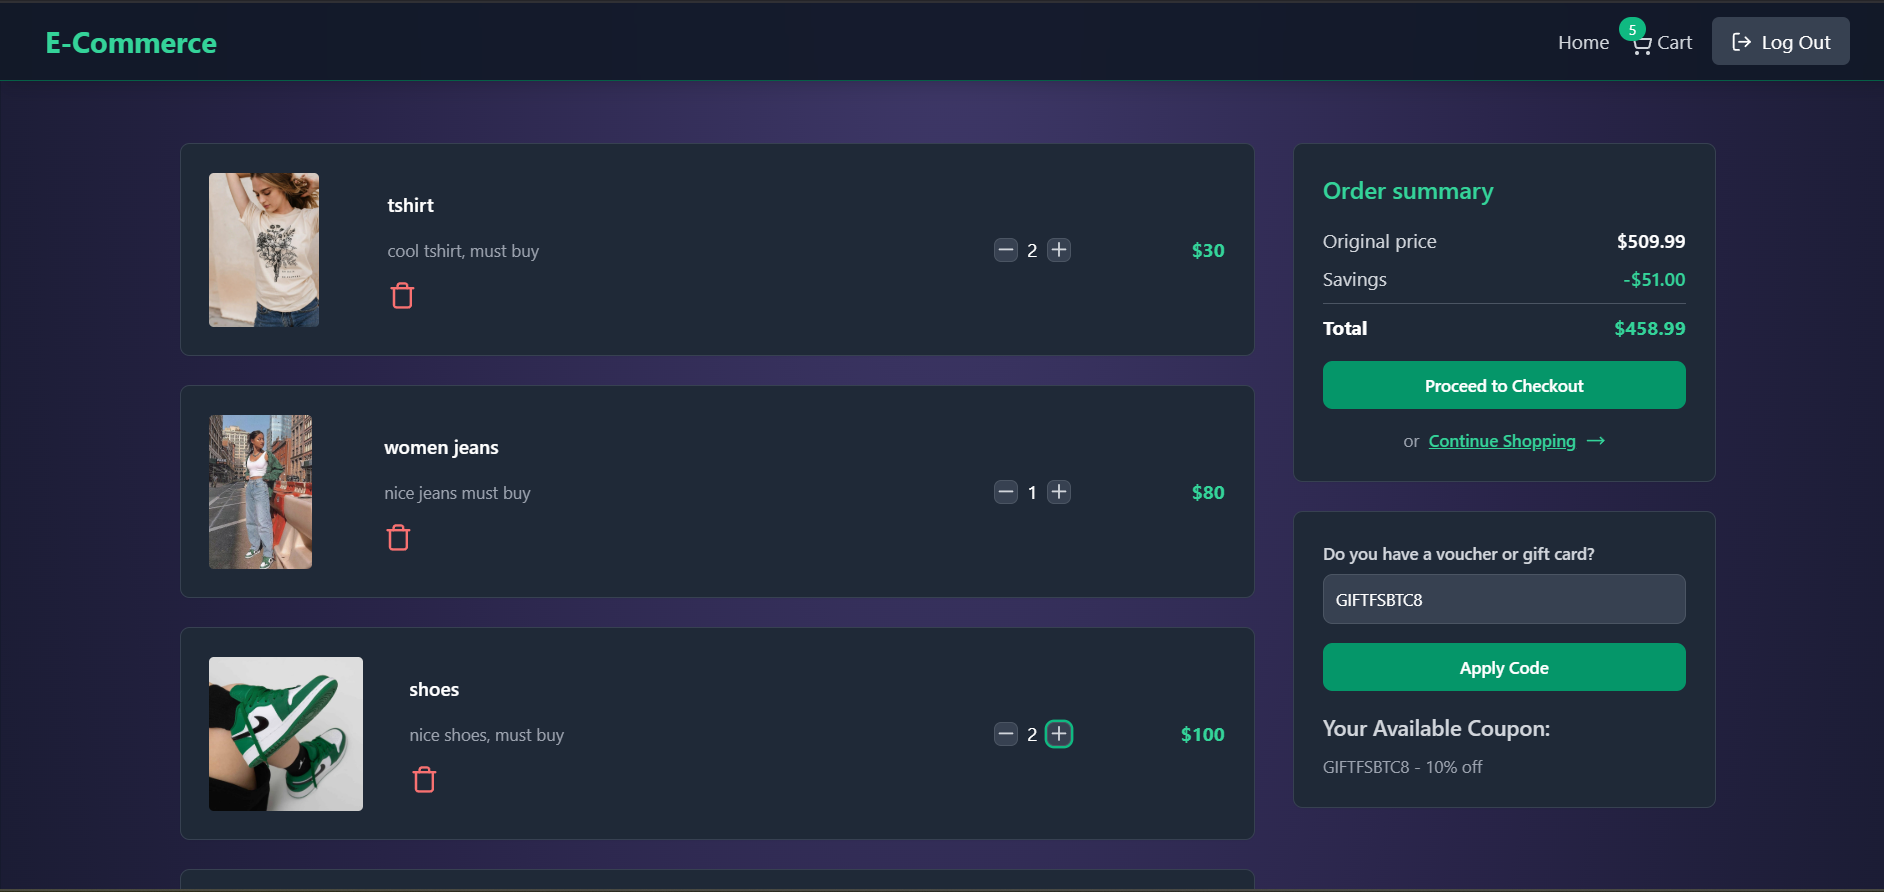 E-Commerce
Home
5
Cart
Log Out
tshirt
cool tshirt, must buy
2
$30
women jeans
nice jeans must buy
1
$80
shoes
nice shoes, must buy
2
$100
Order summary
Original price $509.99
Savings -$51.00
Total $458.99
Proceed to Checkout
or Continue Shopping →
Do you have a voucher or gift card?
GIFTFSBTC8
Apply Code
Your Available Coupon:
GIFTFSBTC8 - 10% off